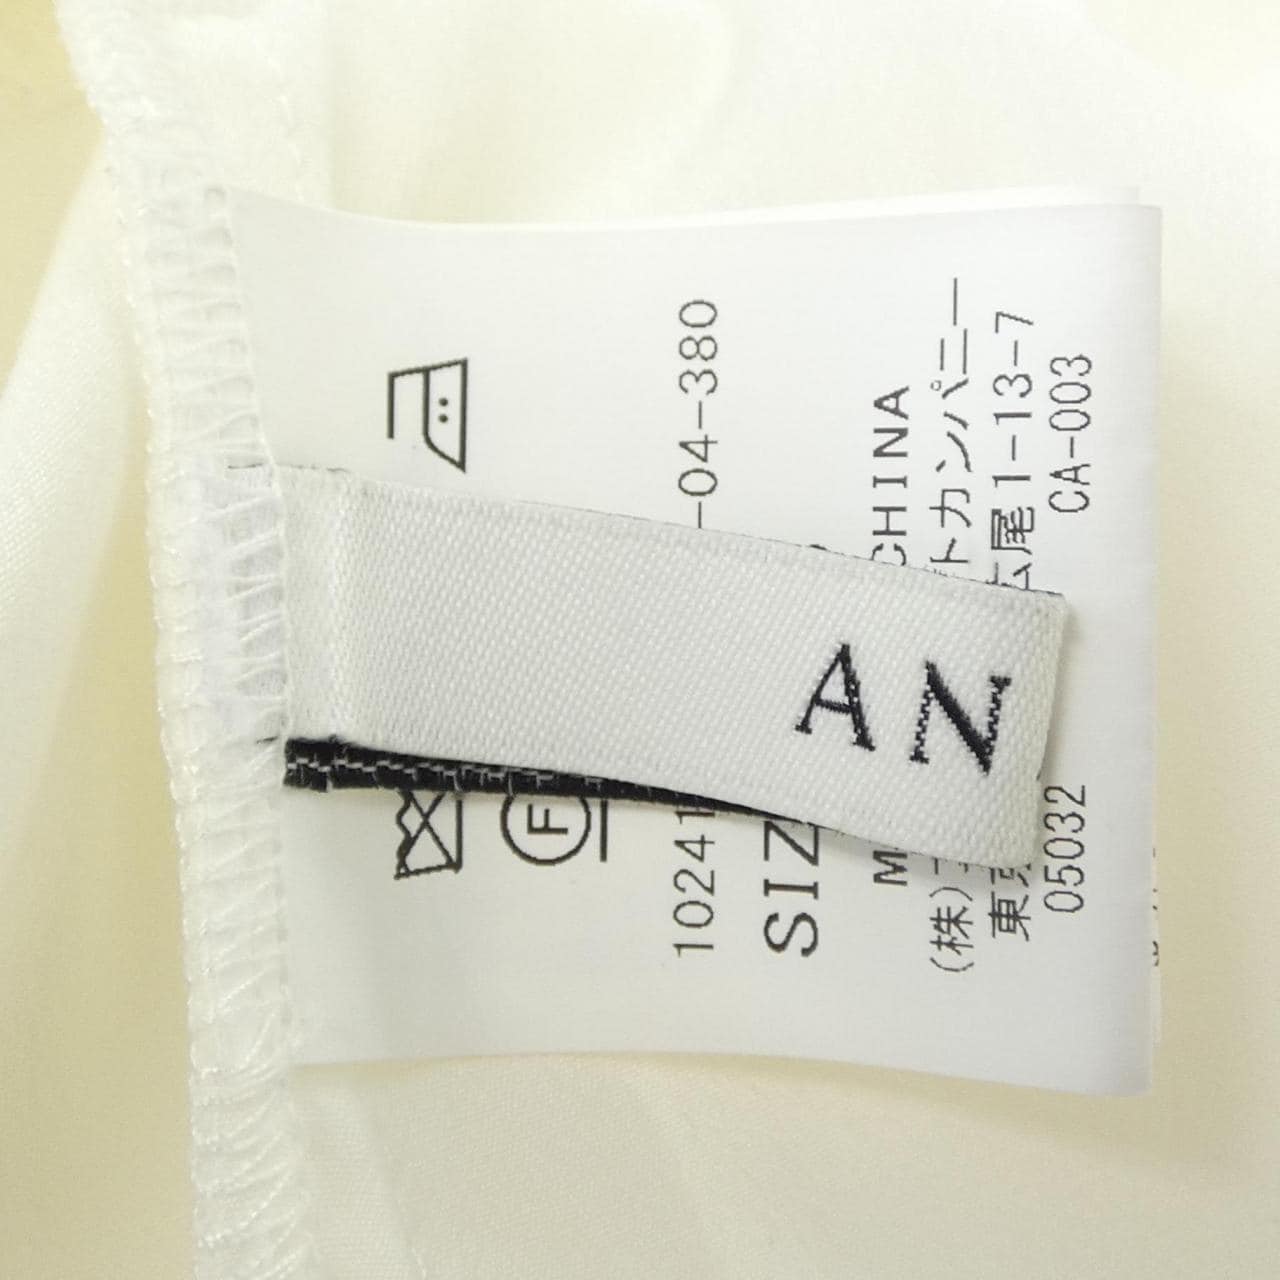 A N
F
10241 -04-380
SIZ
M CHINA
(株) トカンパニー
東 尾1-13-7
05032 CA-003